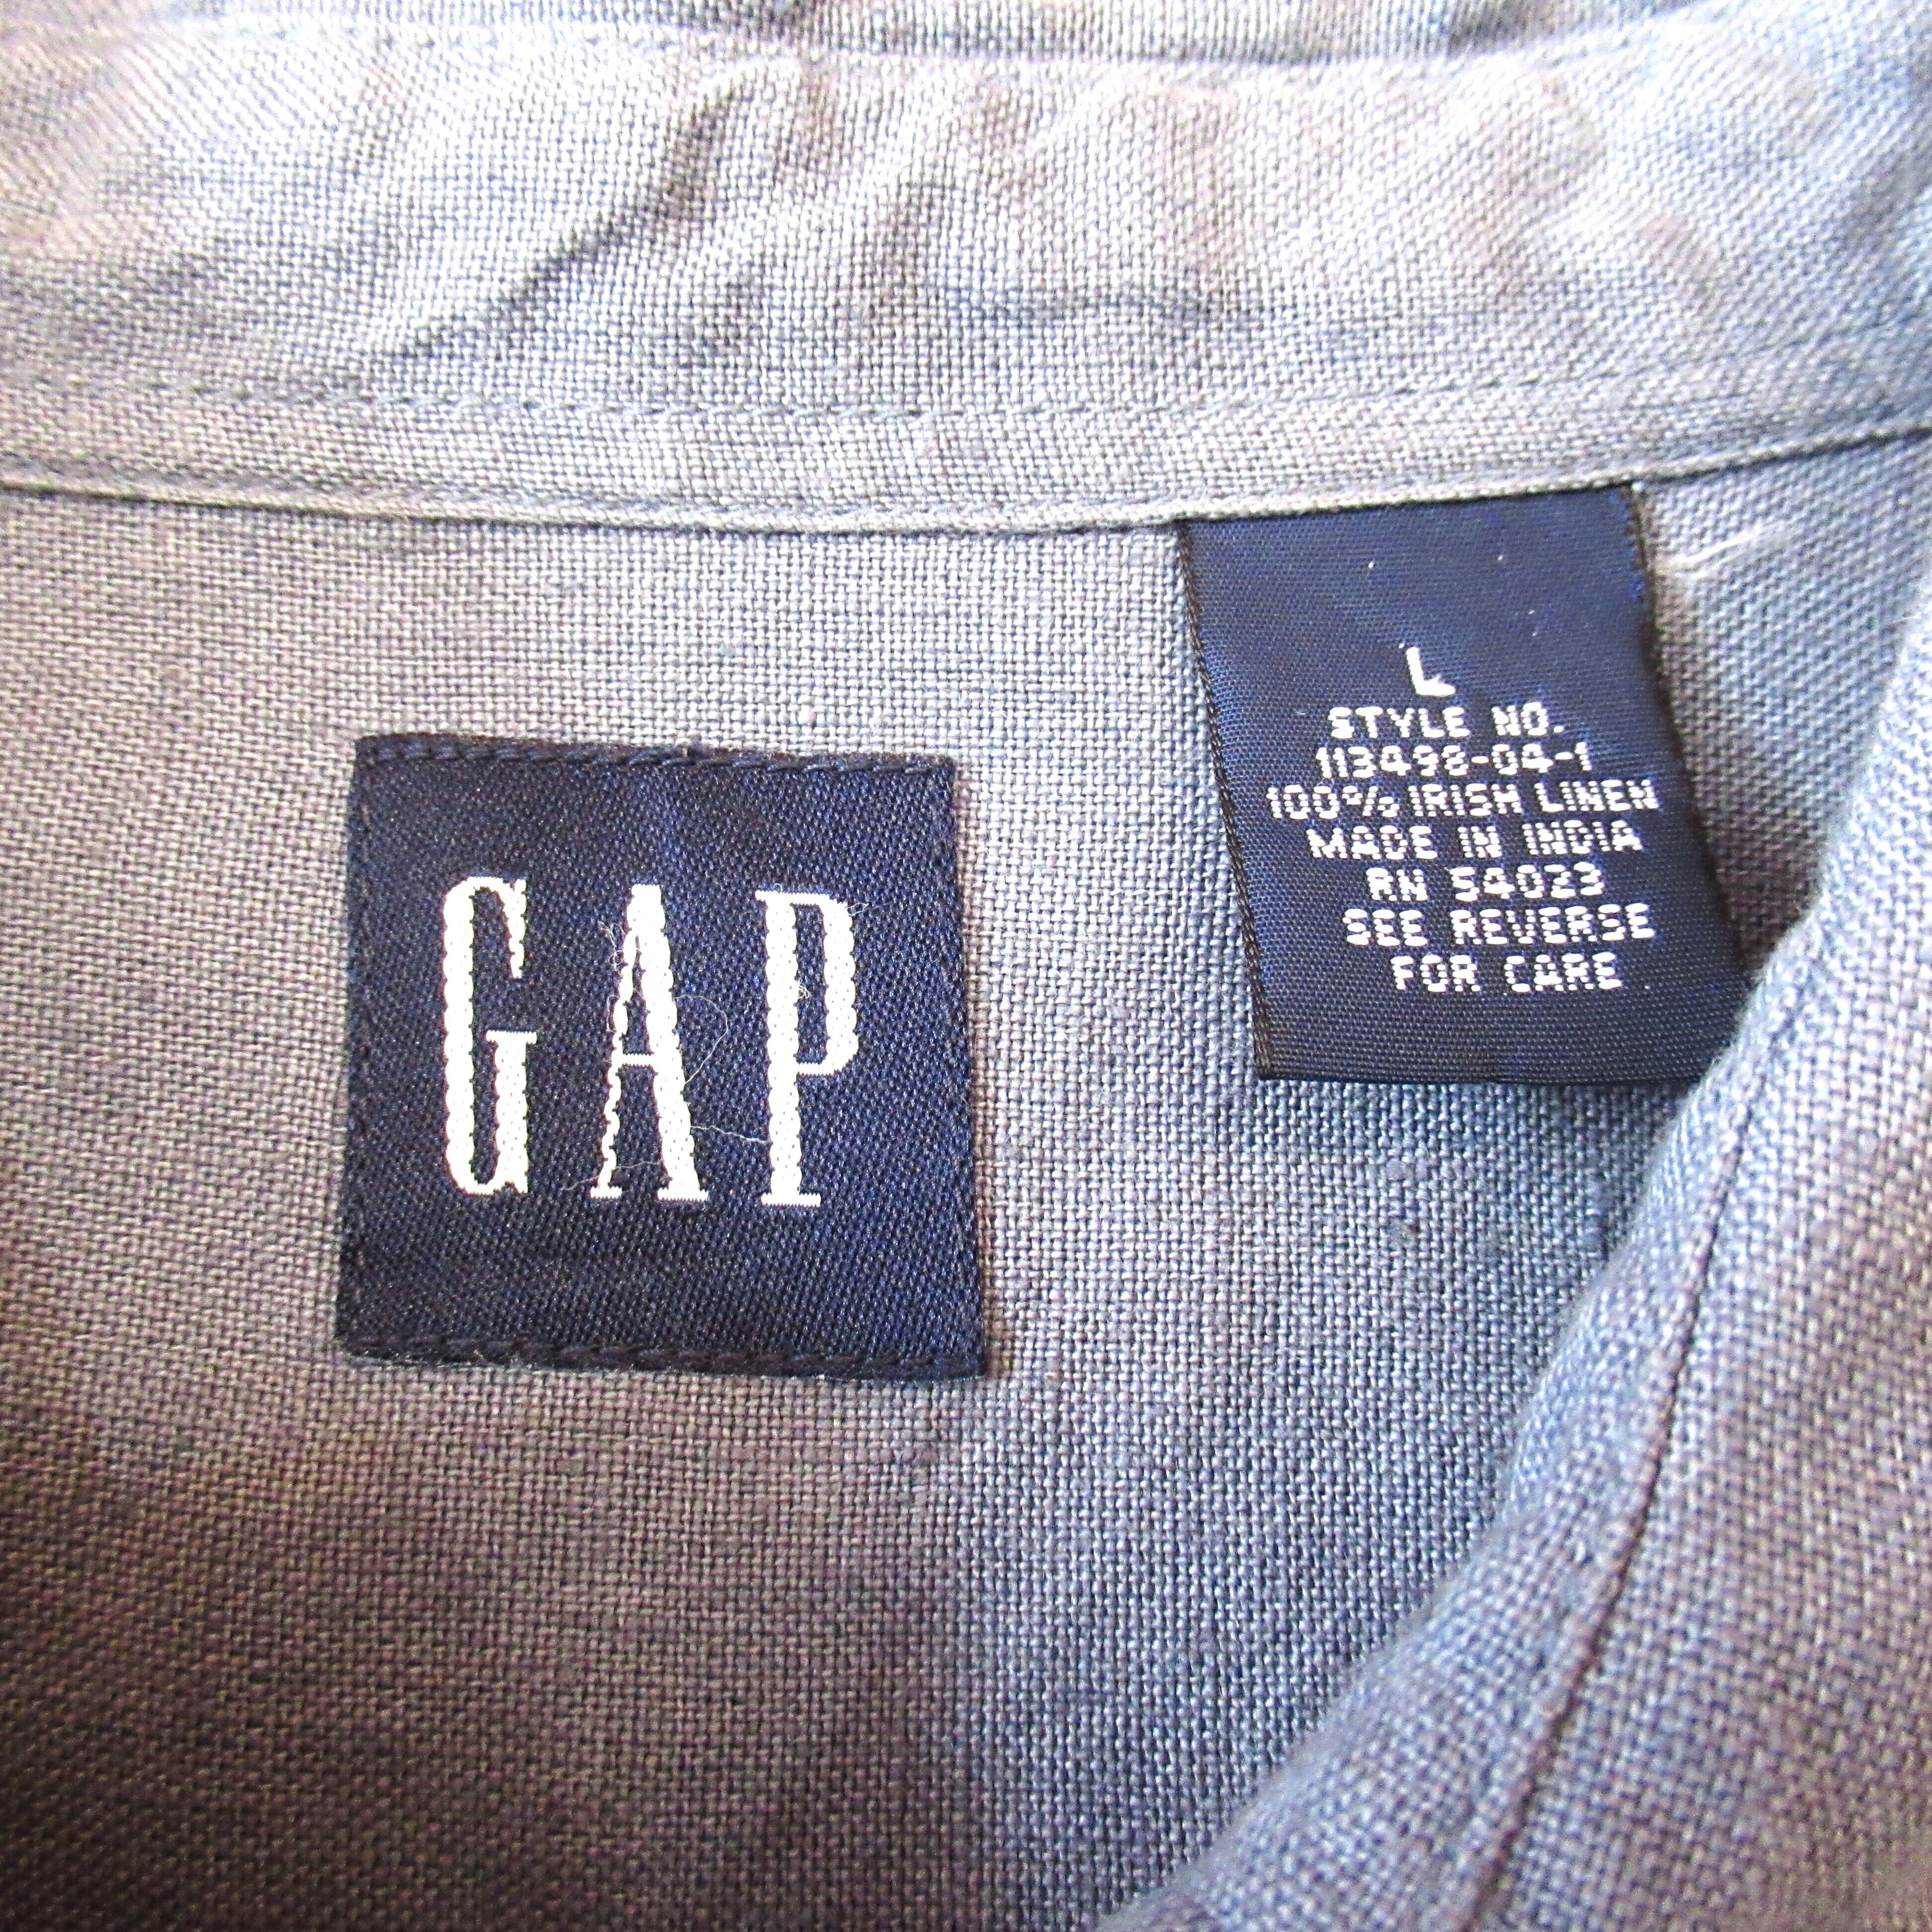 GAP
L
STYLE NO.
113498-04-1
100% IRISH LINEN
MADE IN INDIA
RN 54023
SEE REVERSE
FOR CARE